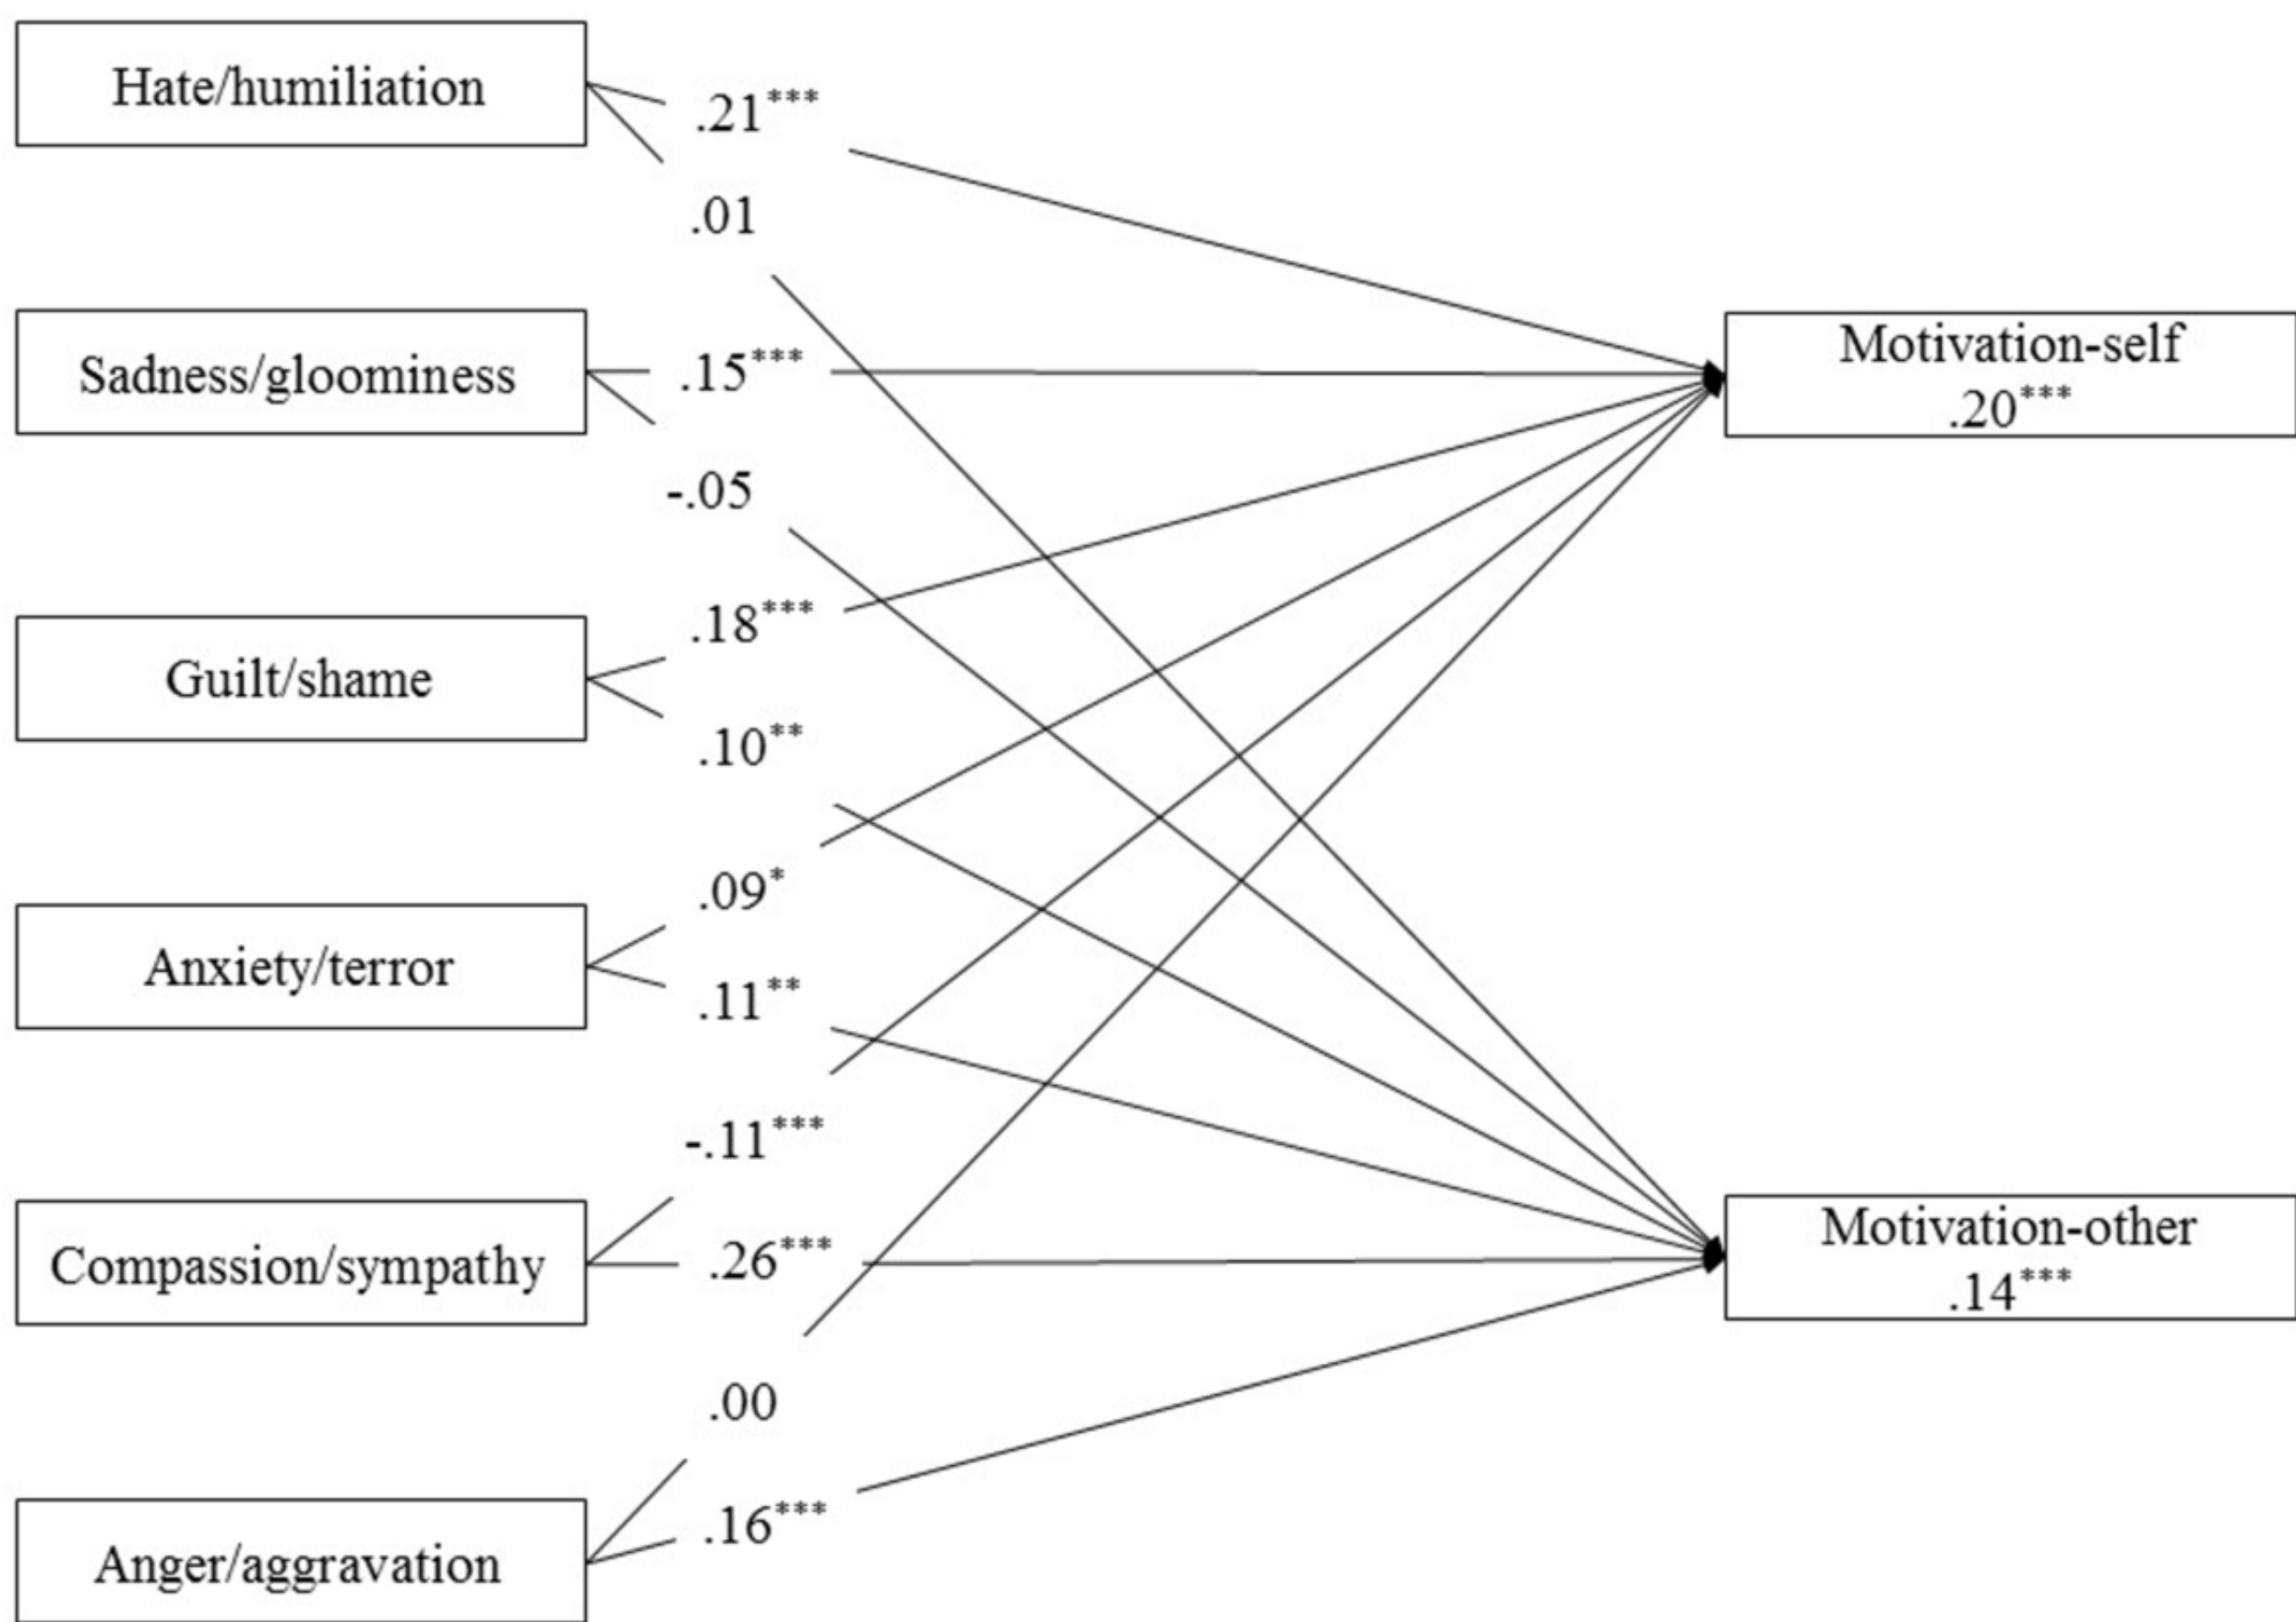 Hate/humiliation
.21***
.01
Sadness/gloominess
.15***
-.05
Guilt/shame
.18***
.10**
Anxiety/terror
.09*
.11**
Compassion/sympathy
-.11***
.26***
Anger/aggravation
.00
.16***
Motivation-self
.20***
Motivation-other
.14***